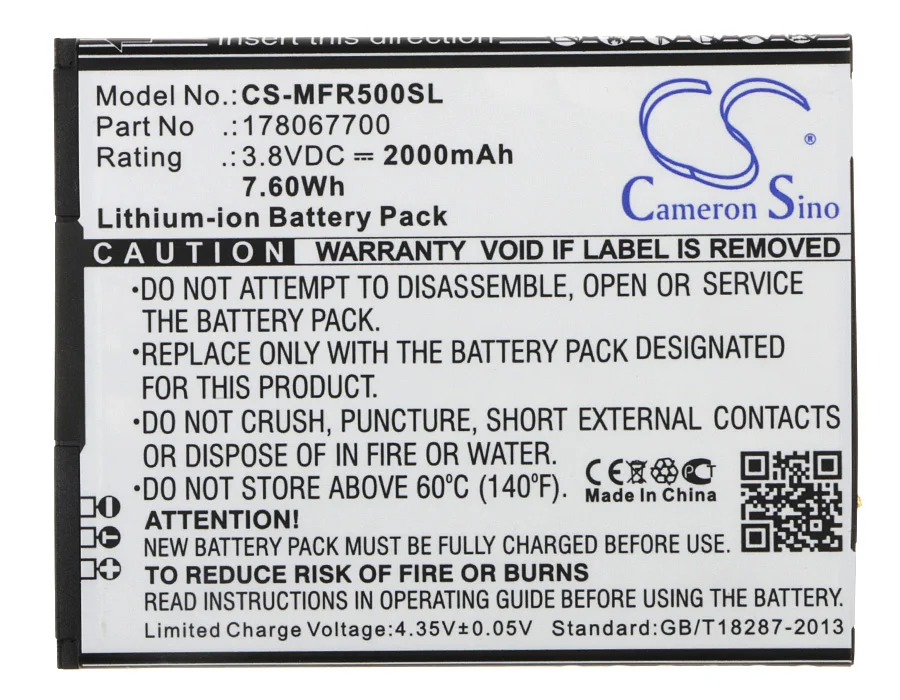 Insert this direction
Model No.: CS-MFR500SL
Part No .: 178067700
Rating .: 3.8VDC ⎓ 2000mAh
7.60Wh
Lithium-ion Battery Pack
Cameron Sino
®
CAUTION WARRANTY VOID IF LABEL IS REMOVED
•DO NOT ATTEMPT TO DISASSEMBLE, OPEN OR SERVICE
THE BATTERY PACK.
•REPLACE ONLY WITH THE BATTERY PACK DESIGNATED
FOR THIS PRODUCT.
•DO NOT CRUSH, PUNCTURE, SHORT EXTERNAL CONTACTS
OR DISPOSE OF IN FIRE OR WATER.
•DO NOT STORE ABOVE 60°C (140°F).
CE PCT
Made In China
ATTENTION!
NEW BATTERY PACK MUST BE FULLY CHARGED BEFORE USE.
TO REDUCE RISK OF FIRE OR BURNS
READ INSTRUCTIONS IN OPERATING GUIDE BEFORE USING THE BATTERY.
Limited Charge Voltage:4.35V±0.05V Standard:GB/T18287-2013